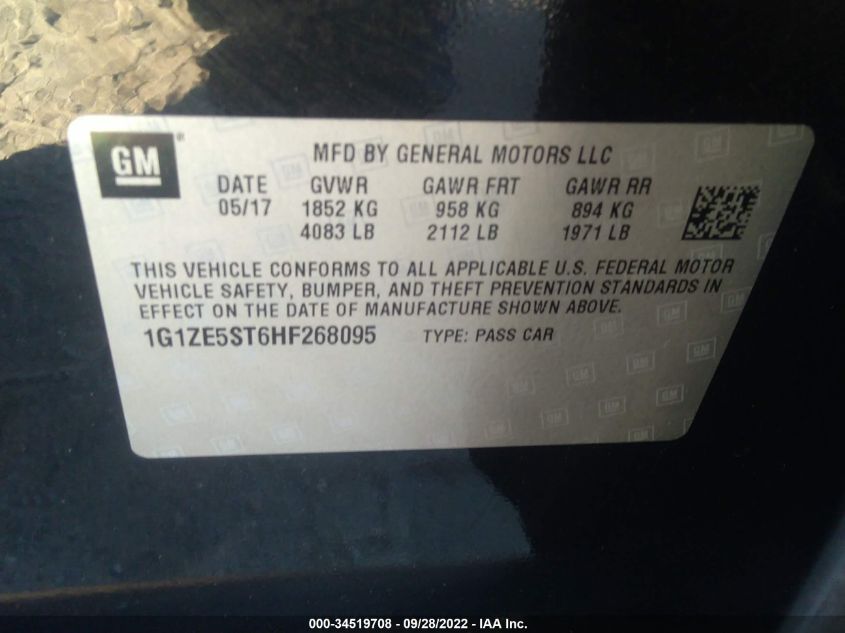 GM
MFD BY GENERAL MOTORS LLC
DATE GVWR GAWR FRT GAWR RR
05/17 1852 KG 958 KG 894 KG
4083 LB 2112 LB 1971 LB
THIS VEHICLE CONFORMS TO ALL APPLICABLE U.S. FEDERAL MOTOR
VEHICLE SAFETY, BUMPER, AND THEFT PREVENTION STANDARDS IN
EFFECT ON THE DATE OF MANUFACTURE SHOWN ABOVE.
1G1ZE5ST6HF268095 TYPE: PASS CAR
000-34519708 - 09/28/2022 - IAA Inc.